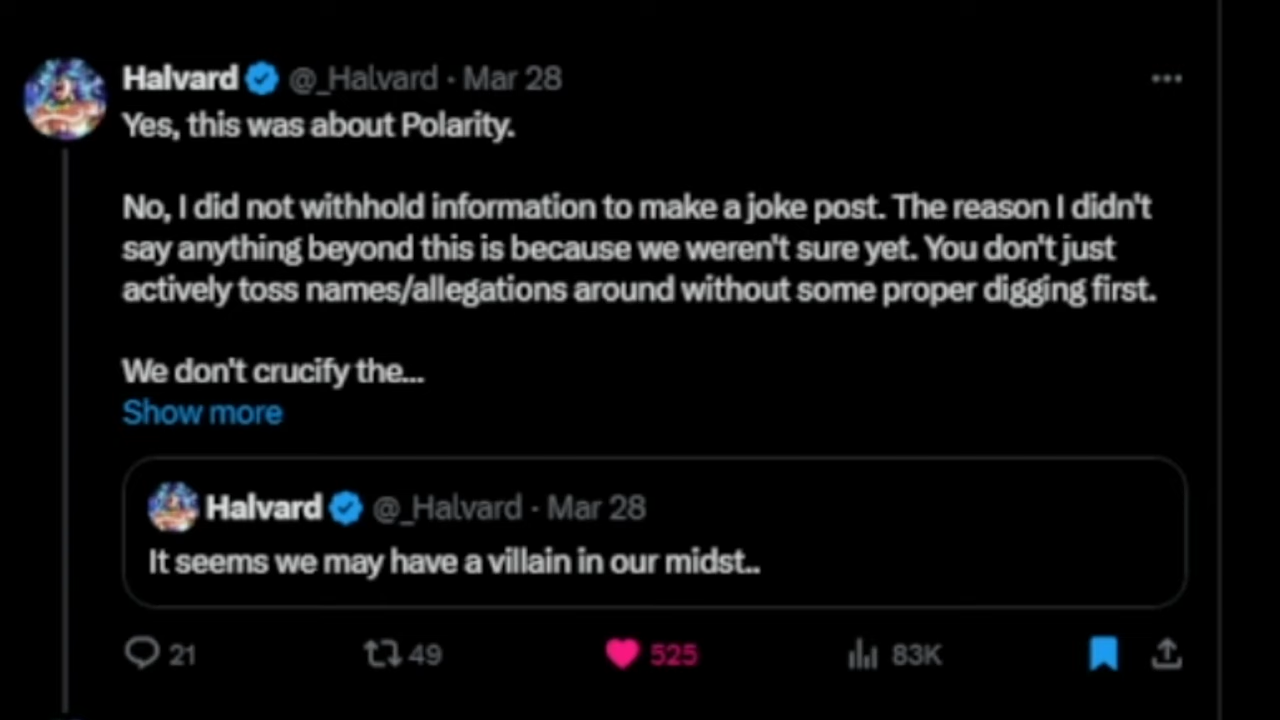 Halvard @_Halvard · Mar 28
Yes, this was about Polarity.
No, I did not withhold information to make a joke post. The reason I didn't
say anything beyond this is because we weren't sure yet. You don't just
actively toss names/allegations around without some proper digging first.
We don't crucify the...
Show more
Halvard @_Halvard · Mar 28
It seems we may have a villain in our midst..
21 49 525 83K